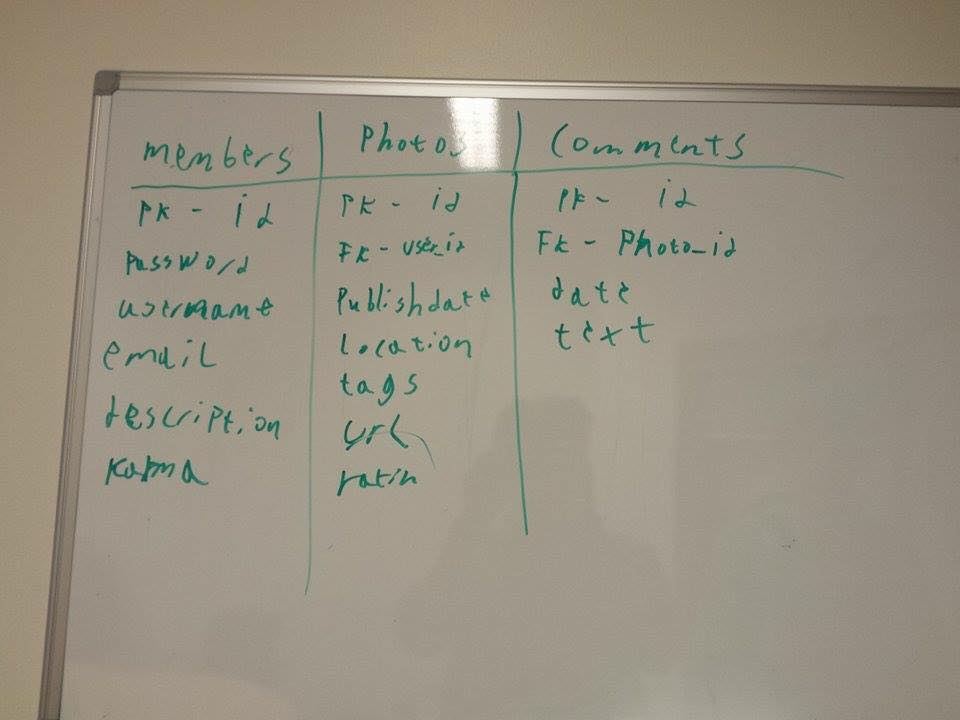 members
PK - id
password
username
email
description
karma
Photos
PK - id
FK - user_id
Publishdate
location
tags
url
ratin
Comments
PK - id
FK - Photo_id
date
text